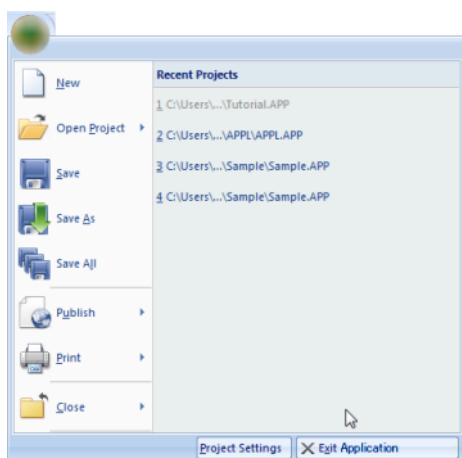 New
Open Project
Save
Save As
Save All
Publish
Print
Close
Recent Projects
1 C:\Users\...\Tutorial.APP
2 C:\Users\...\APPL\APPL.APP
3 C:\Users\...\Sample\Sample.APP
4 C:\Users\...\Sample\Sample.APP
Project Settings
Exit Application